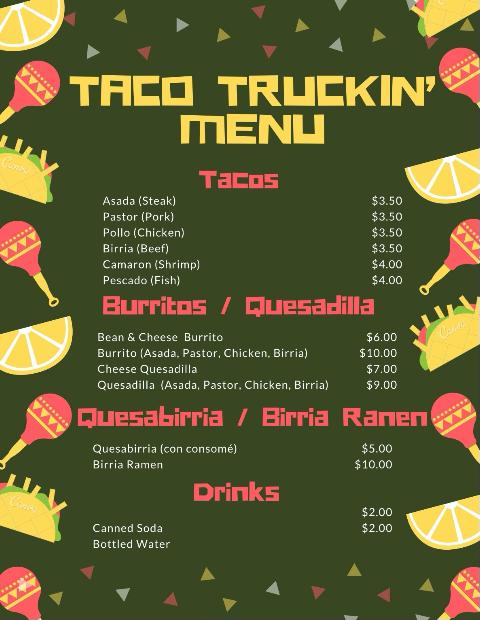 TACO TRUCKIN'
MENU
Tacos
Asada (Steak) $3.50
Pastor (Pork) $3.50
Pollo (Chicken) $3.50
Birria (Beef) $3.50
Camaron (Shrimp) $4.00
Pescado (Fish) $4.00
Burritos / Quesadilla
Bean & Cheese Burrito $6.00
Burrito (Asada, Pastor, Chicken, Birria) $10.00
Cheese Quesadilla $7.00
Quesadilla (Asada, Pastor, Chicken, Birria) $9.00
Quesabirria / Birria Ranen
Quesabirria (con consomé) $5.00
Birria Ramen $10.00
Drinks
$2.00
Canned Soda $2.00
Bottled Water
Canva
Canva
Canva